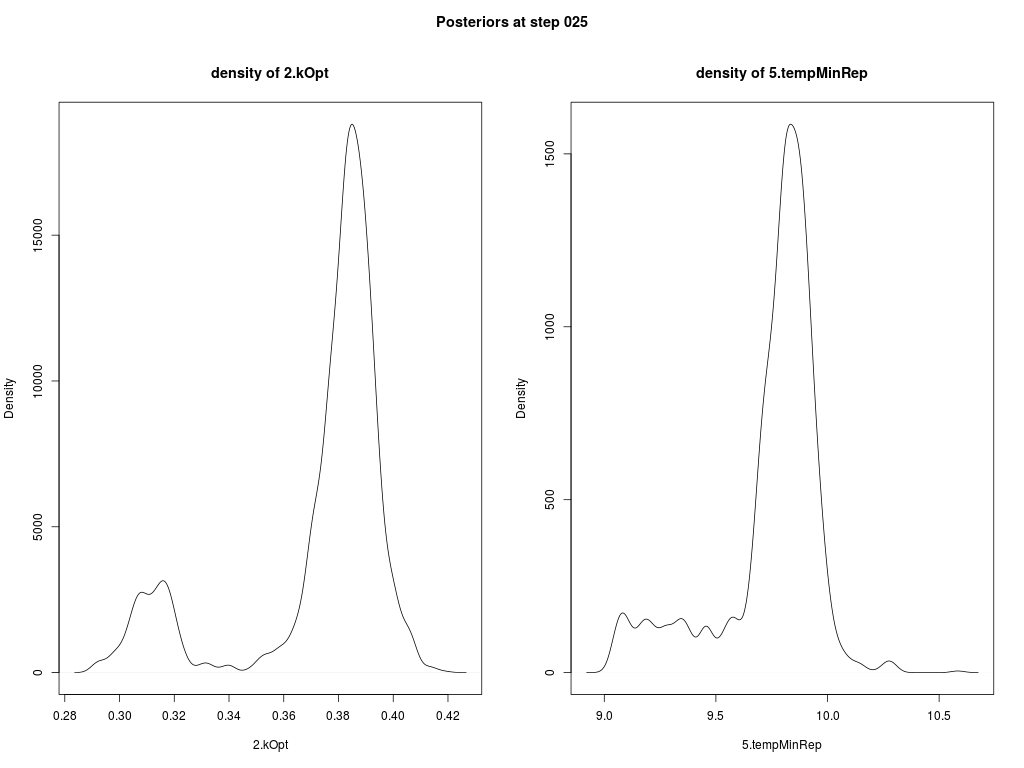 Posteriors at step 025
density of 2.kOpt
Density
0
5000
10000
15000
0.28 0.30 0.32 0.34 0.36 0.38 0.40 0.42
2.kOpt
density of 5.tempMinRep
Density
0
500
1000
1500
9.0 9.5 10.0 10.5
5.tempMinRep